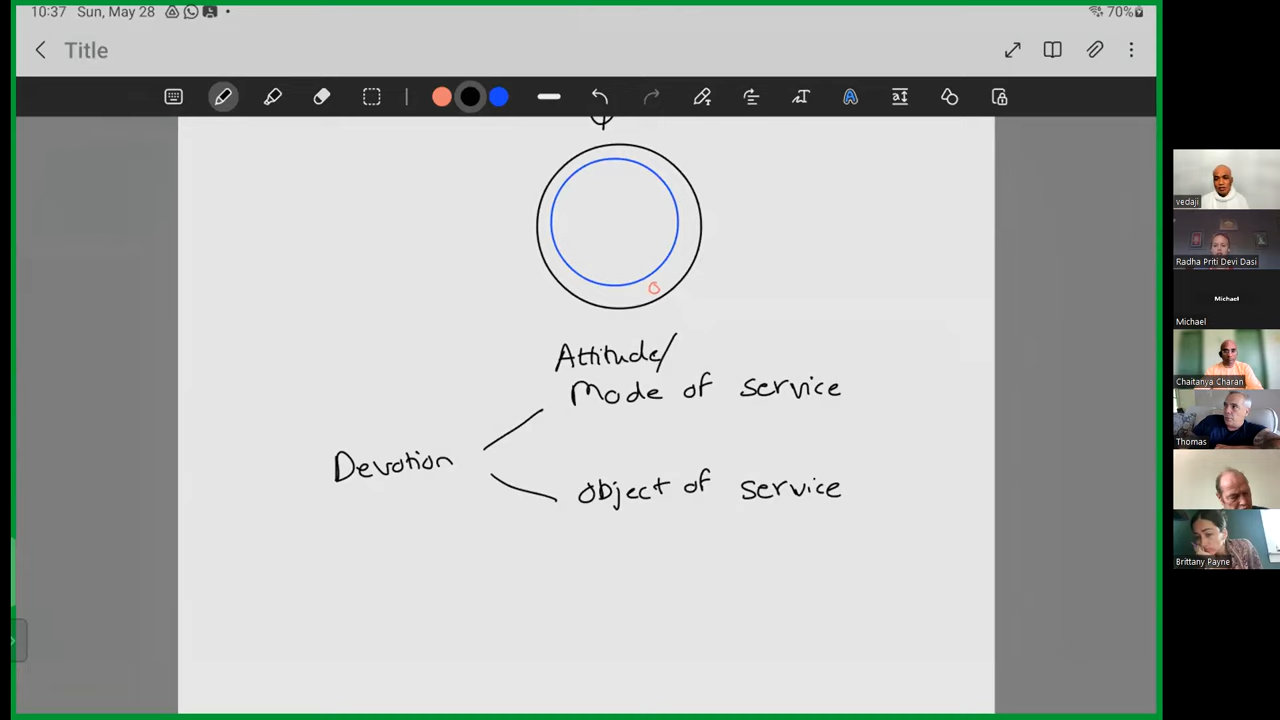 10:37 Sun, May 28
70%
Title
Attitude/
Mode of service
Devotion
Object of service
vedaji
Radha Priti Devi Dasi
Michael
Michael
Chaitanya Charan
Thomas
Brittany Payne